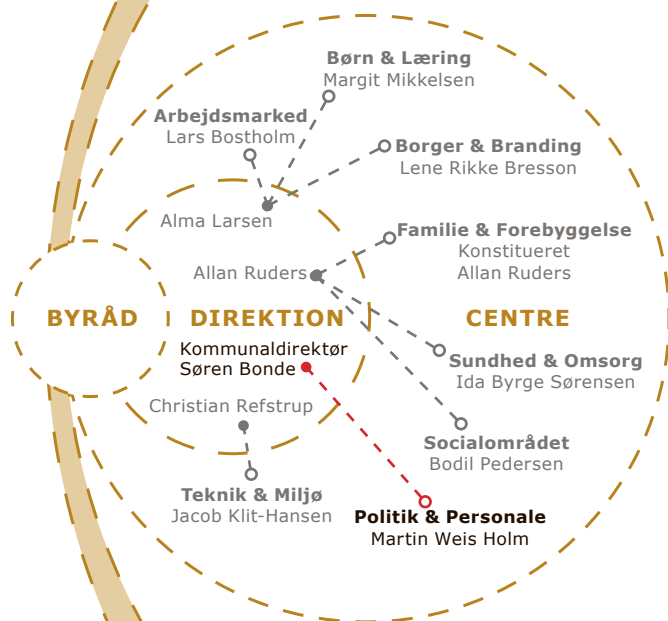 Børn & Læring
Margit Mikkelsen
Arbejdsmarked
Lars Bostholm
Borger & Branding
Lene Rikke Bresson
Alma Larsen
Familie & Forebyggelse
Konstitueret
Allan Ruders
Allan Ruders
BYRÅD
DIREKTION
CENTRE
Kommunaldirektør
Søren Bonde
Sundhed & Omsorg
Ida Byrge Sørensen
Christian Refstrup
Socialområdet
Bodil Pedersen
Teknik & Miljø
Jacob Klit-Hansen
Politik & Personale
Martin Weis Holm